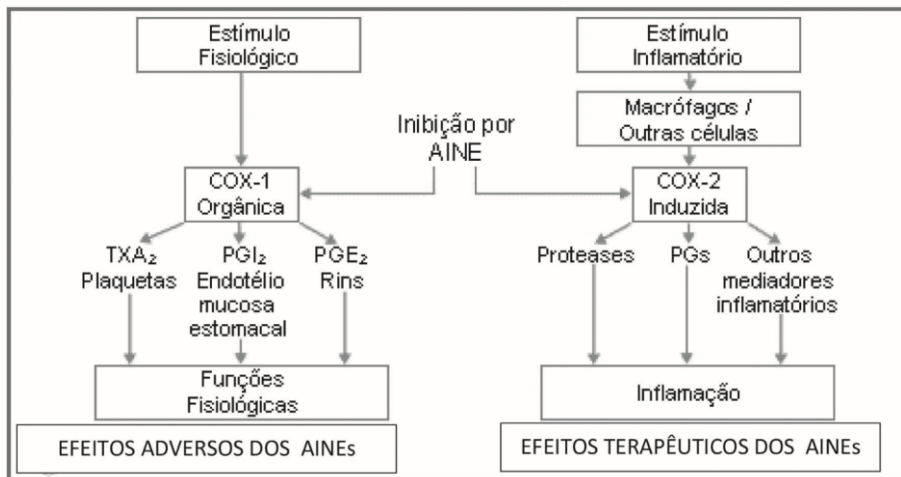 Estímulo
Fisiológico
Estímulo
Inflamatório
Macrófagos /
Outras células
Inibição por
AINE
COX-1
Orgânica
COX-2
Induzida
TXA₂
Plaquetas
PGI₂
Endotélio
mucosa
estomacal
PGE₂
Rins
Proteases
PGs
Outros
mediadores
inflamatórios
Funções
Fisiológicas
Inflamação
EFEITOS ADVERSOS DOS AINEs
EFEITOS TERAPÊUTICOS DOS AINEs